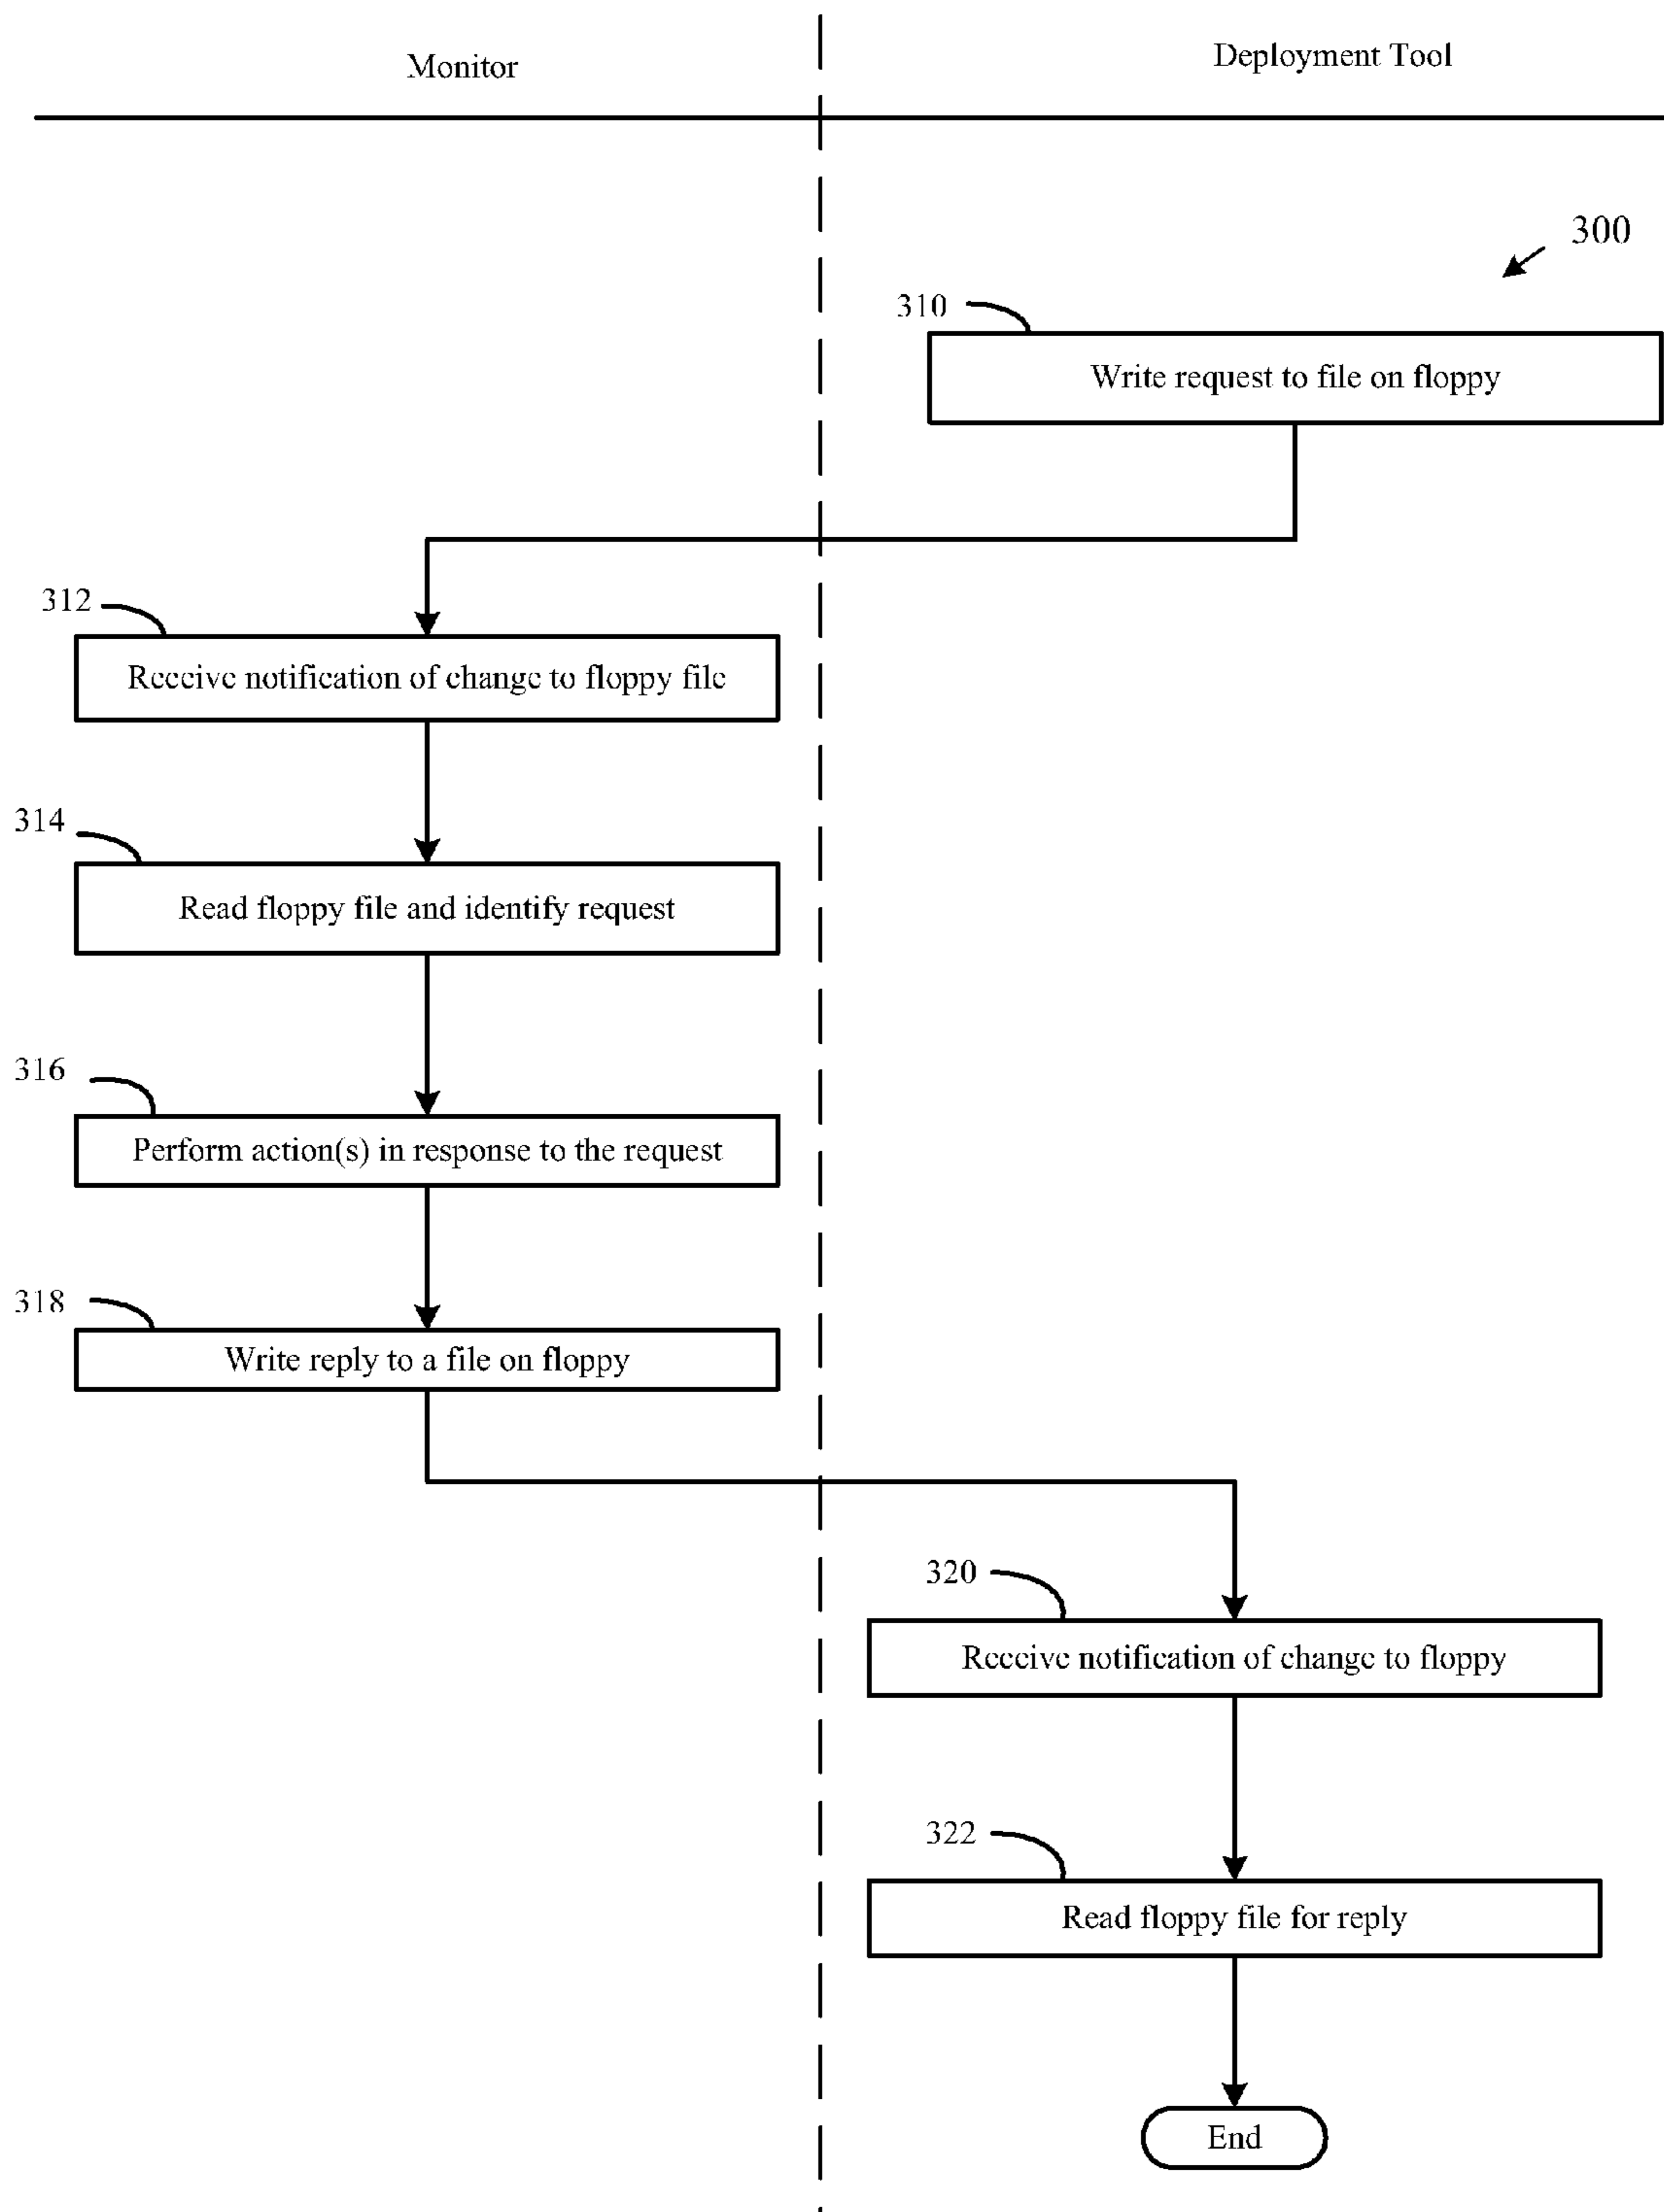 Monitor
Deployment Tool
300
310
Write request to file on floppy
312
Receive notification of change to floppy file
314
Read floppy file and identify request
316
Perform action(s) in response to the request
318
Write reply to a file on floppy
320
Receive notification of change to floppy
322
Read floppy file for reply
End